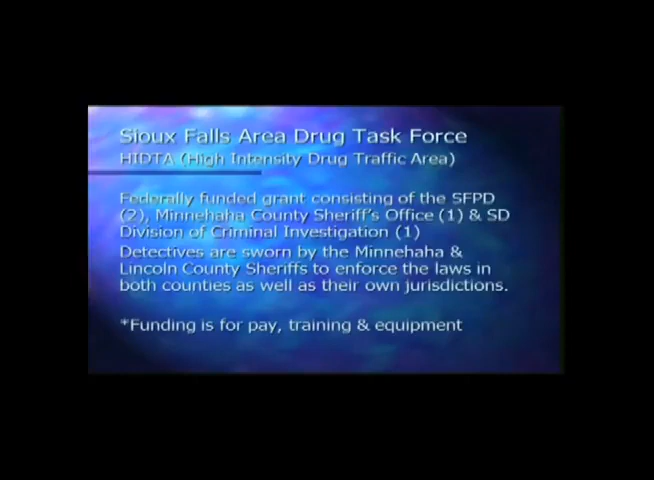 Sioux Falls Area Drug Task Force
HIDTA (High Intensity Drug Traffic Area)
Federally funded grant consisting of the SFPD
(2), Minnehaha County Sheriff's Office (1) & SD
Division of Criminal Investigation (1)
Detectives are sworn by the Minnehaha &
Lincoln County Sheriffs to enforce the laws in
both counties as well as their own jurisdictions.
*Funding is for pay, training & equipment